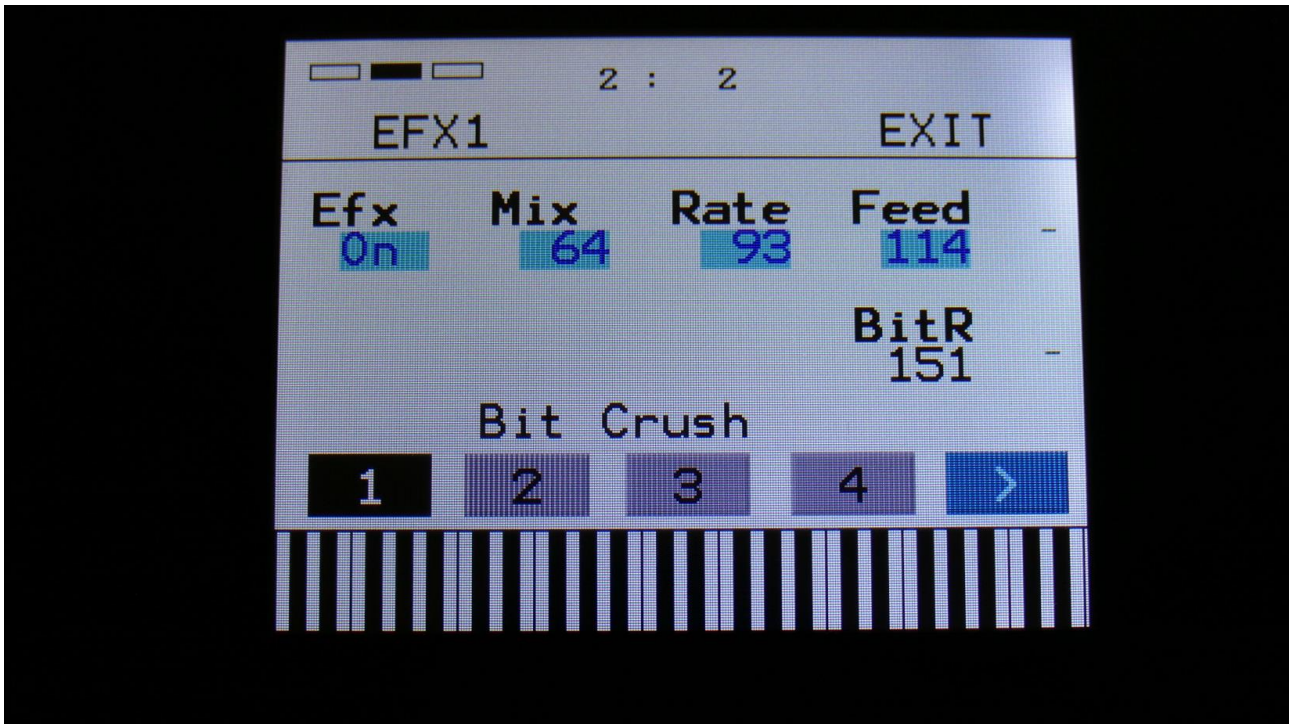 2 : 2
EFX1 EXIT
Efx Mix Rate Feed -
On 64 93 114
BitR -
151
Bit Crush
1 2 3 4 >